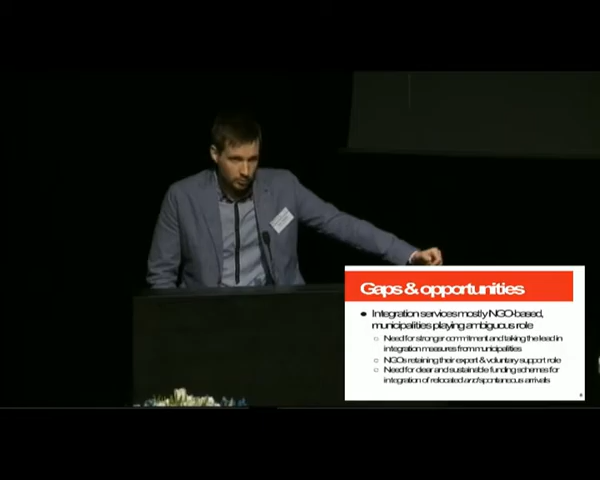 Gaps & opportunities
● Integration services mostly NGO-based,
municipalities playing ambiguous role
○ Need for stronger commitment and taking the lead in
integration measures from municipalities
○ NGOs retaining their expert & voluntary support role
○ Need for clear and sustainable funding schemes for
integration of relocated and spontaneous arrivals